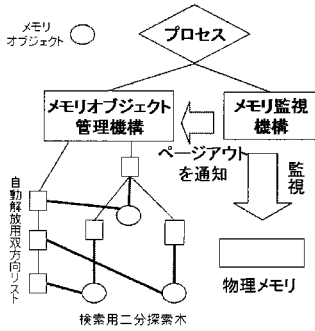 メモリ
オブジェクト
プロセス
メモリオブジェクト
管理機構
メモリ監視
機構
ページアウト
を通知
監視
自動解放用双方向リスト
物理メモリ
検索用二分探索木